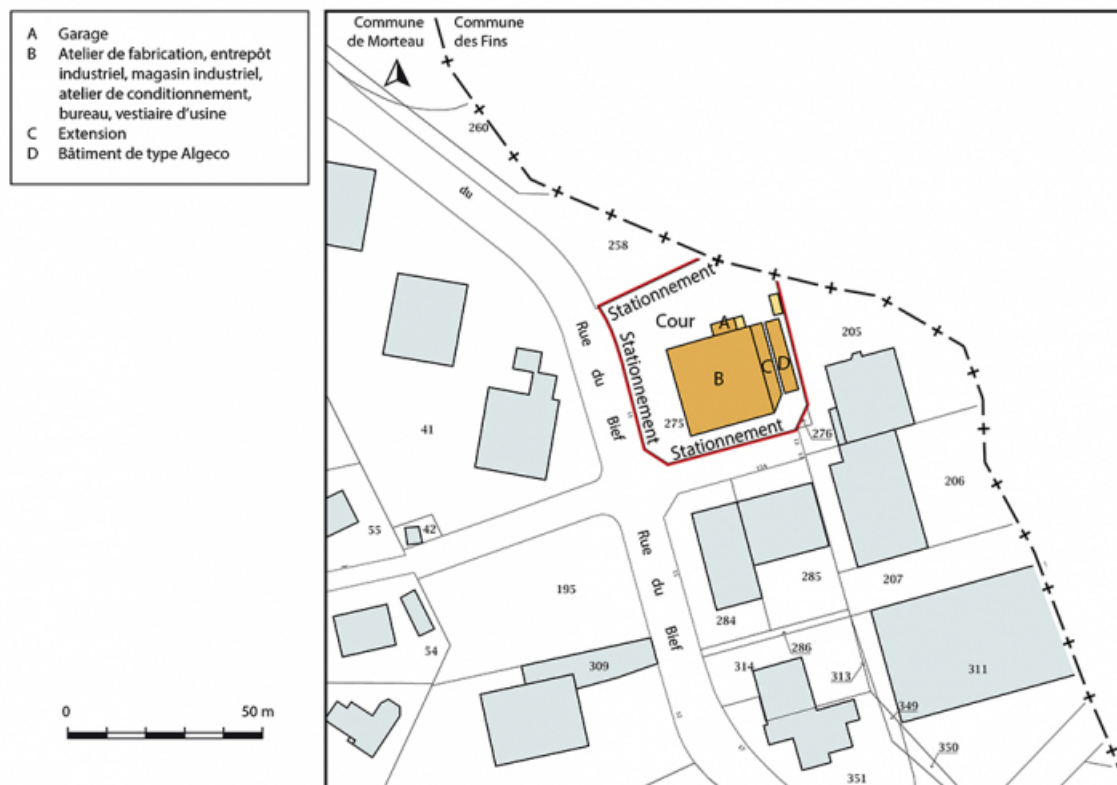 A Garage
B Atelier de fabrication, entrepôt
industriel, magasin industriel,
atelier de conditionnement,
bureau, vestiaire d'usine
C Extension
D Bâtiment de type Algeco
0 50 m
Commune
de Morteau
Commune
des Fins
260
du
258
Stationnement
Cour
A
Rue
du
Bief
Stationnement
B
C
D
205
275
Stationnement
276
41
206
55
42
Rue
du
Bief
285
207
195
284
54
286
309
314
313
311
349
350
351